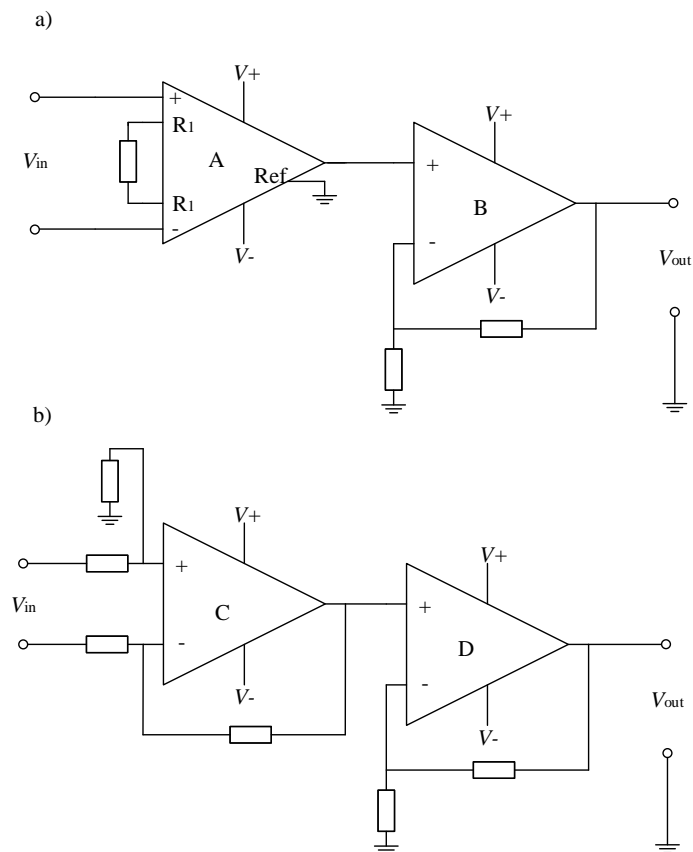 a)
V+
+
R1
V+
Vin
A
+
Ref
R1
B
-
V-
-
Vout
V-
b)
V+
V+
+
Vin
C
+
-
D
V-
-
Vout
V-